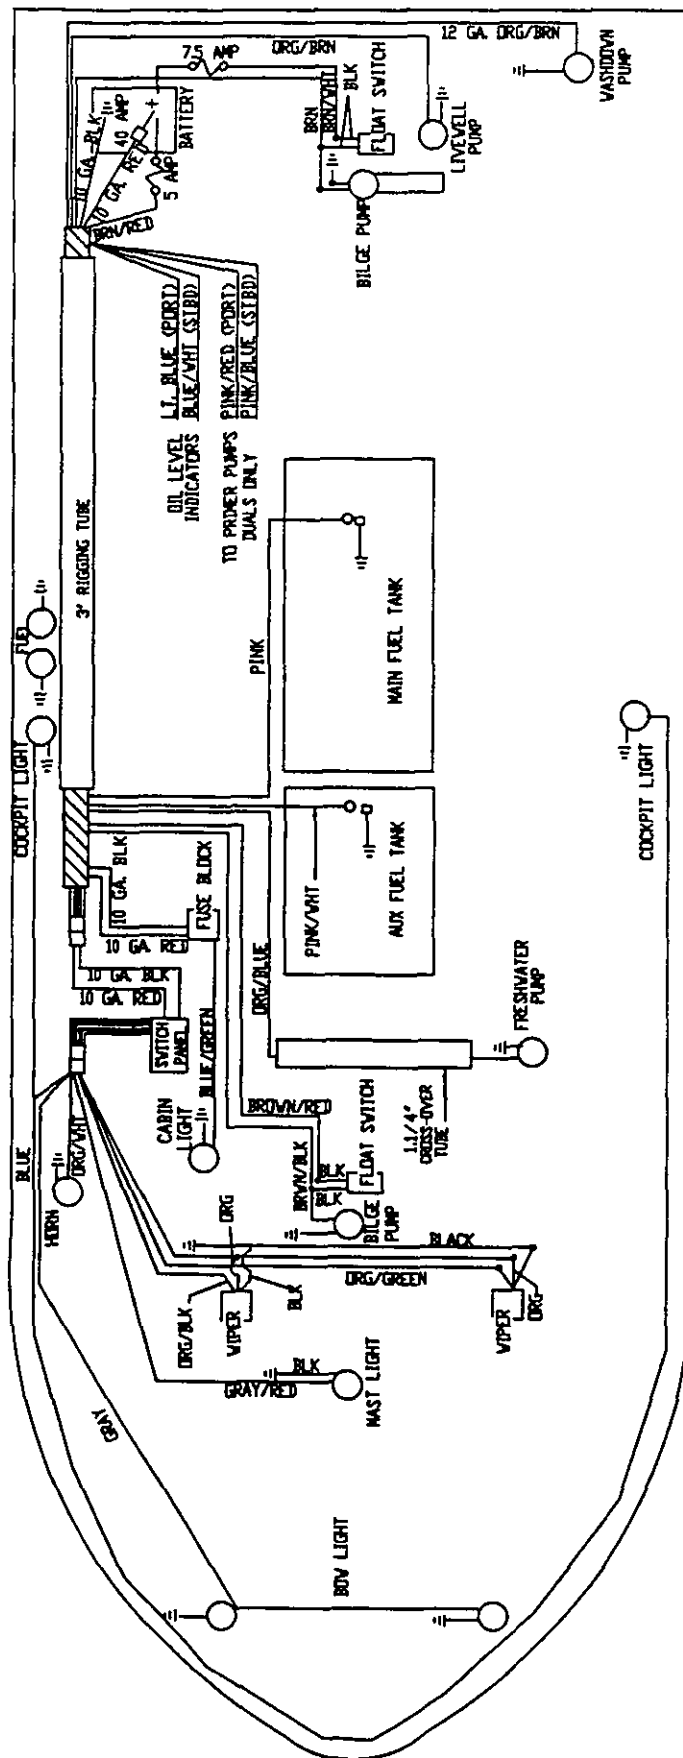 12 GA. ORG/BRN
WASHDOWN
PUMP
7.5 AMP
ORG/BRN
BRN
BRN/WHT
BLK
FLOAT SWITCH
LIVEWELL
PUMP
BILGE PUMP
10 GA. BLK
40 AMP
BATTERY
10 GA. RED
5 AMP
BRN/RED
LT. BLUE (PORT)
BLUE/WHT (STBD)
OIL LEVEL
INDICATORS
PINK/RED (PORT)
PINK/BLUE (STBD)
TO PRIMER PUMPS
DUALS ONLY
3' RIGGING TUBE
FUEL
PINK
MAIN FUEL TANK
COCKPIT LIGHT
COCKPIT LIGHT
AUX FUEL TANK
PINK/WHT
10 GA. BLK
10 GA. RED
FUSE BLOCK
10 GA. BLK
10 GA. RED
SWITCH
PANEL
BLUE/GREEN
ORG/BLUE
FRESHWATER
PUMP
1.1/4"
CROSS-OVER
TUBE
CABIN
LIGHT
BROWN/RED
BRWN/BLK
BLK
BLK
FLOAT SWITCH
BILGE
PUMP
BLUE
ORG/WHT
HORN
ORG
BLACK
ORG/GREEN
ORG/BLK
BLK
WIPER
WIPER
ORG
BLK
GRAY/RED
MAST LIGHT
GRAY
BOW LIGHT